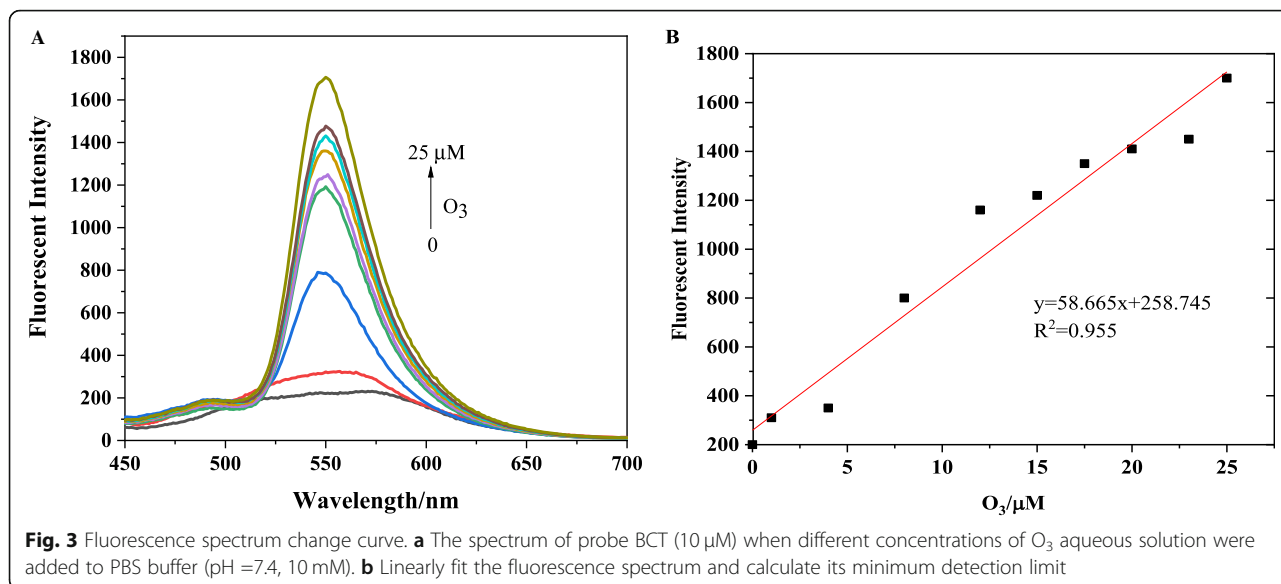 A
1800
1600
1400
1200
1000
800
600
400
200
0
Fluorescent Intensity
25 μM
O₃
0
450 500 550 600 650 700
Wavelength/nm
B
1800
1600
1400
1200
1000
800
600
400
200
Fluorescent Intensity
y=58.665x+258.745
R²=0.955
0 5 10 15 20 25
O₃/μM
Fig. 3 Fluorescence spectrum change curve. a The spectrum of probe BCT (10 μM) when different concentrations of O₃ aqueous solution were
added to PBS buffer (pH =7.4, 10 mM). b Linearly fit the fluorescence spectrum and calculate its minimum detection limit